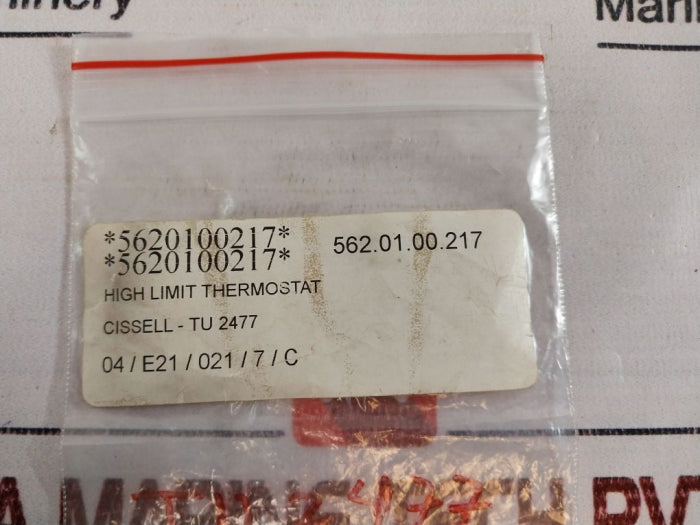 *5620100217* 562.01.00.217
*5620100217*
HIGH LIMIT THERMOSTAT
CISSELL - TU 2477
04 / E21 / 021 / 7 / C